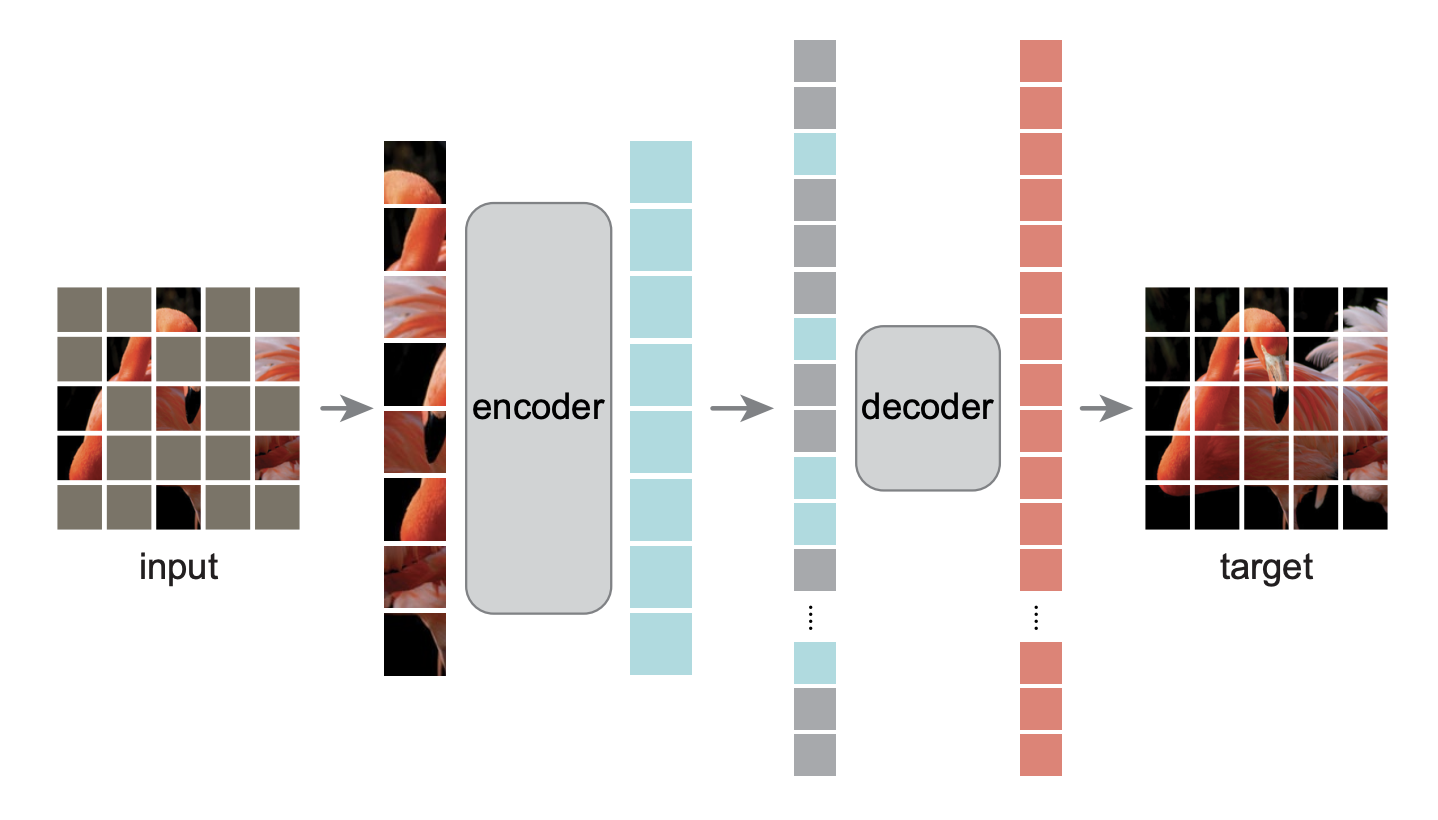 input
encoder
decoder
target